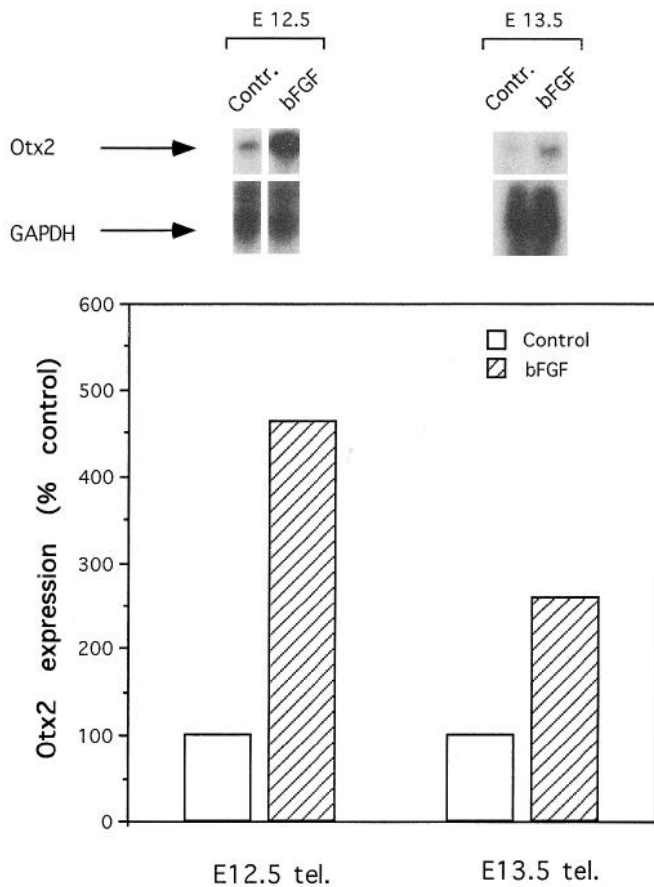 E 12.5 E 13.5
Contr. bFGF Contr. bFGF
Otx2
GAPDH
600
500
400
300
200
100
0
Otx2 expression (% control)
Control
bFGF
E12.5 tel. E13.5 tel.